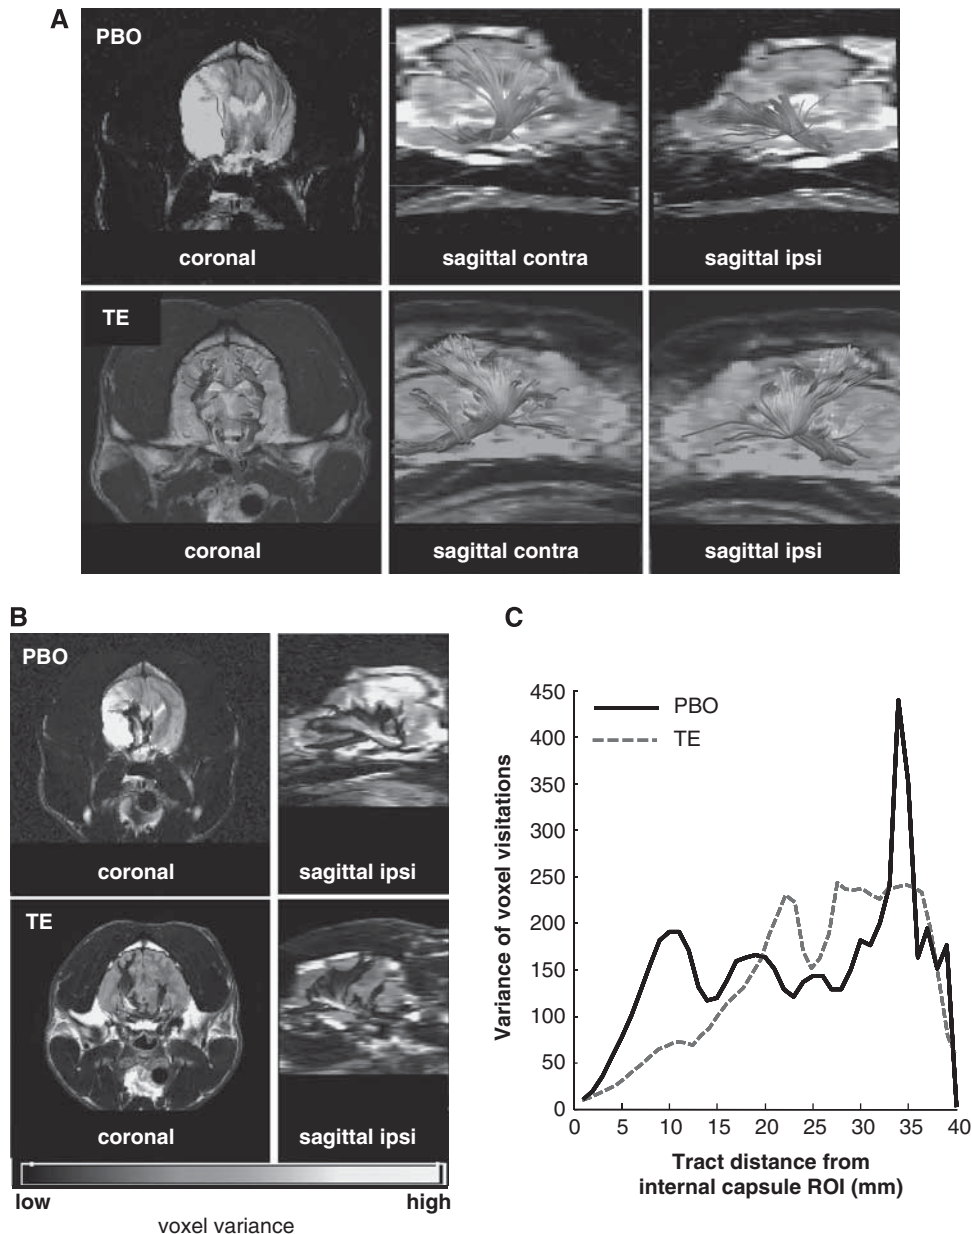 A
PBO
coronal
sagittal contra
sagittal ipsi
TE
coronal
sagittal contra
sagittal ipsi
B
PBO
coronal
sagittal ipsi
TE
coronal
sagittal ipsi
low
high
voxel variance
C
PBO
TE
Variance of voxel visitations
450
400
350
300
250
200
150
100
50
0
0 5 10 15 20 25 30 35 40
Tract distance from
internal capsule ROI (mm)